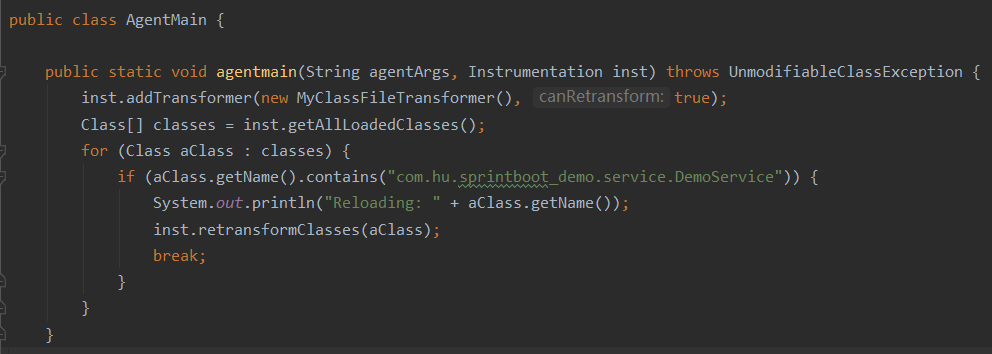 public class AgentMain {
public static void agentmain(String agentArgs, Instrumentation inst) throws UnmodifiableClassException {
inst.addTransformer(new MyClassFileTransformer(), canRetransform: true);
Class[] classes = inst.getAllLoadedClasses();
for (Class aClass : classes) {
if (aClass.getName().contains("com.hu.sprintboot_demo.service.DemoService")) {
System.out.println("Reloading: " + aClass.getName());
inst.retransformClasses(aClass);
break;
}
}
}